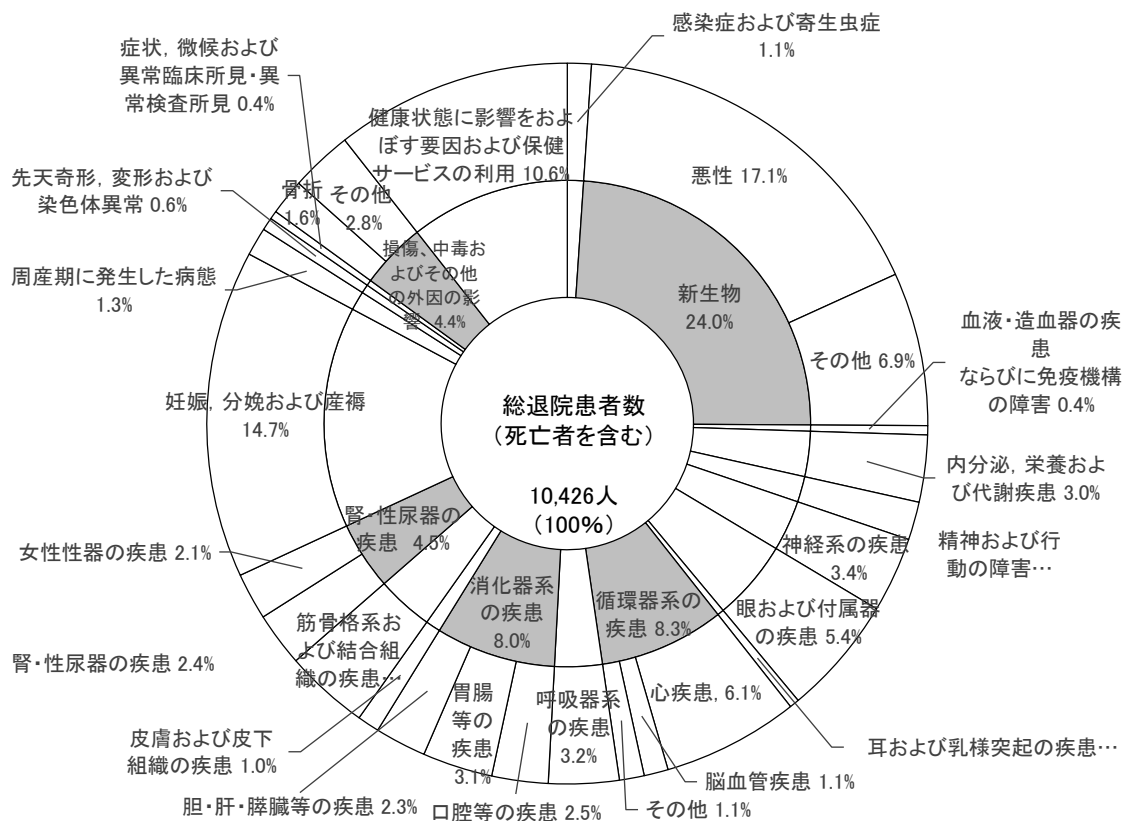 感染症および寄生虫症
1.1%
悪性 17.1%
新生物
24.0%
その他 6.9%
血液・造血器の疾
患
ならびに免疫機構
の障害 0.4%
内分泌, 栄養およ
び代謝疾患 3.0%
精神および行
動の障害…
神経系の疾患
3.4%
眼および付属器
の疾患 5.4%
耳および乳様突起の疾患…
循環器系の
疾患 8.3%
心疾患, 6.1%
脳血管疾患 1.1%
その他 1.1%
呼吸器系
の疾患
3.2%
消化器系
の疾患
8.0%
口腔等の疾患 2.5%
胃腸
等の
疾患
3.1%
胆・肝・膵臓等の疾患 2.3%
皮膚および皮下
組織の疾患 1.0%
筋骨格系お
よび結合組
織の疾患…
腎・性尿器の
疾患 4.5%
腎・性尿器の疾患 2.4%
女性性器の疾患 2.1%
妊娠, 分娩および産褥
14.7%
周産期に発生した病態
1.3%
先天奇形, 変形および
染色体異常 0.6%
症状, 微候および
異常臨床所見・異
常検査所見 0.4%
損傷、中毒お
よびその他
の外因の影
響 4.4%
骨折
1.6%
その他
2.8%
健康状態に影響をおよ
ぼす要因および保健
サービスの利用 10.6%
総退院患者数
(死亡者を含む)
10,426人
(100%)